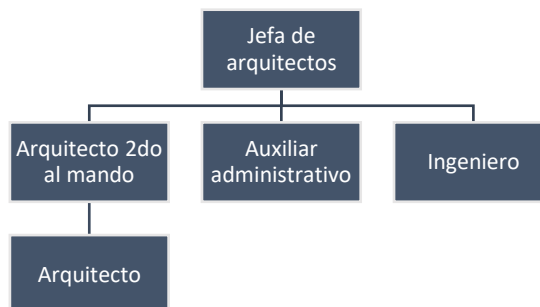 Jefa de
arquitectos
Arquitecto 2do
al mando
Auxiliar
administrativo
Ingeniero
Arquitecto